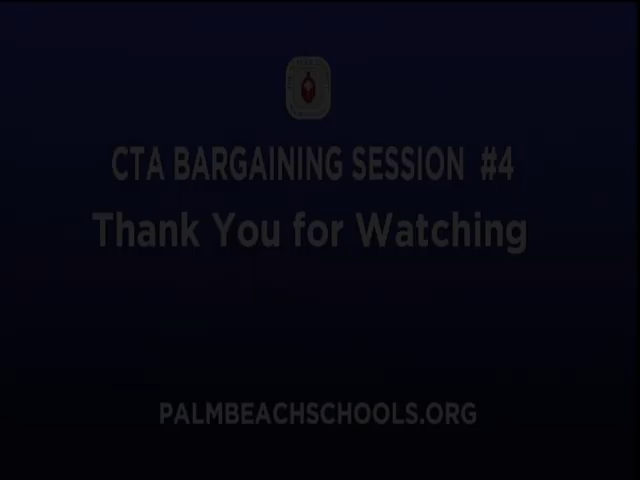 CTA BARGAINING SESSION #4
Thank You for Watching
PALMBEACHSCHOOLS.ORG